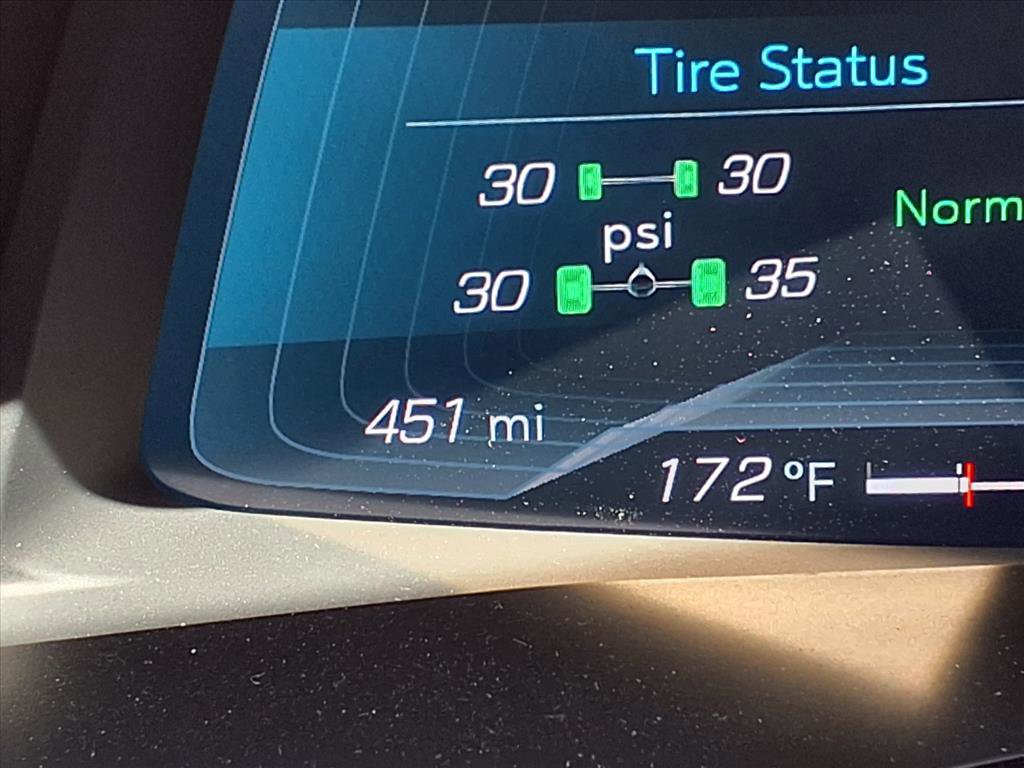 Tire Status
30 30
Norm
psi
30 35
451 mi
172 °F